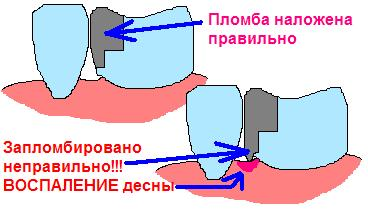 Пломба наложена
правильно
Запломбировано
неправильно!!!
ВОСПАЛЕНИЕ десны